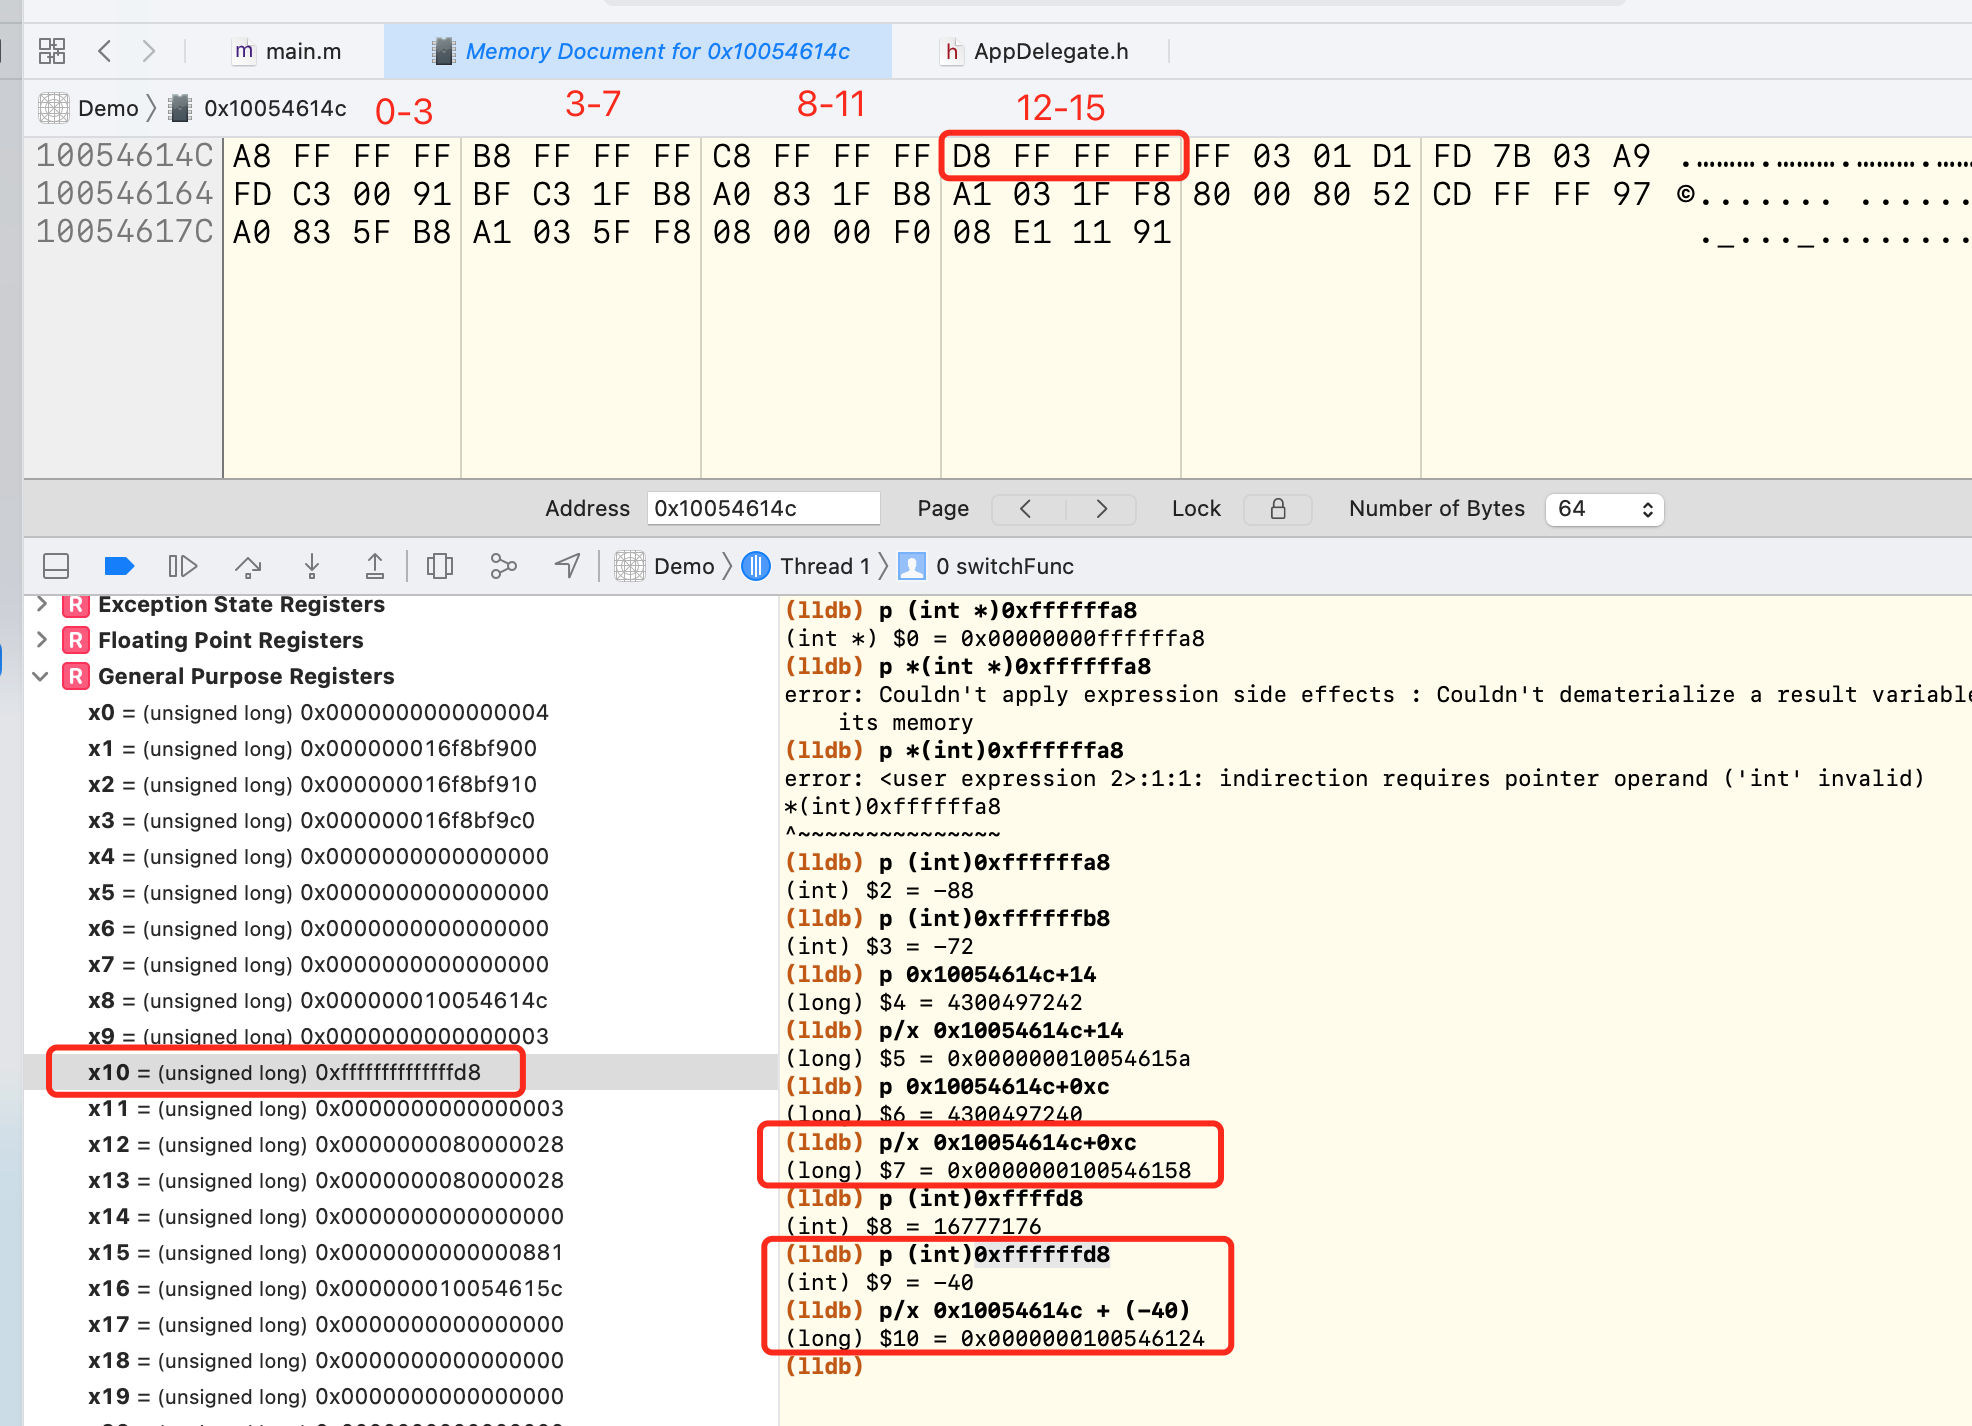 main.m
Memory Document for 0x10054614c
AppDelegate.h
Demo
0x10054614c
0-3
3-7
8-11
12-15
10054614C A8 FF FF FF B8 FF FF FF C8 FF FF FF D8 FF FF FF FF 03 01 D1 FD 7B 03 A9
100546164 FD C3 00 91 BF C3 1F B8 A0 83 1F B8 A1 03 1F F8 80 00 80 52 CD FF FF 97
10054617C A0 83 5F B8 A1 03 5F F8 08 00 00 F0 08 E1 11 91
Address 0x10054614c Page Lock Number of Bytes 64
Demo Thread 1 0 switchFunc
R Exception State Registers
R Floating Point Registers
R General Purpose Registers
x0 = (unsigned long) 0x0000000000000004
x1 = (unsigned long) 0x000000016f8bf900
x2 = (unsigned long) 0x000000016f8bf910
x3 = (unsigned long) 0x000000016f8bf9c0
x4 = (unsigned long) 0x0000000000000000
x5 = (unsigned long) 0x0000000000000000
x6 = (unsigned long) 0x0000000000000000
x7 = (unsigned long) 0x0000000000000000
x8 = (unsigned long) 0x000000010054614c
x9 = (unsigned long) 0x0000000000000003
x10 = (unsigned long) 0xffffffffffffffd8
x11 = (unsigned long) 0x0000000000000003
x12 = (unsigned long) 0x0000000080000028
x13 = (unsigned long) 0x0000000080000028
x14 = (unsigned long) 0x0000000000000000
x15 = (unsigned long) 0x0000000000000881
x16 = (unsigned long) 0x000000010054615c
x17 = (unsigned long) 0x0000000000000000
x18 = (unsigned long) 0x0000000000000000
x19 = (unsigned long) 0x0000000000000000
(lldb) p (int *)0xffffffa8
(int *) $0 = 0x00000000ffffffa8
(lldb) p *(int *)0xffffffa8
error: Couldn't apply expression side effects : Couldn't dematerialize a result variable
its memory
(lldb) p *(int)0xffffffa8
error: <user expression 2>:1:1: indirection requires pointer operand ('int' invalid)
*(int)0xffffffa8
^~~~~~~~~~~~~~~~
(lldb) p (int)0xffffffa8
(int) $2 = -88
(lldb) p (int)0xffffffb8
(int) $3 = -72
(lldb) p 0x10054614c+14
(long) $4 = 4300497242
(lldb) p/x 0x10054614c+14
(long) $5 = 0x000000010054615a
(lldb) p 0x10054614c+0xc
(long) $6 = 4300497240
(lldb) p/x 0x10054614c+0xc
(long) $7 = 0x0000000100546158
(lldb) p (int)0xffffd8
(int) $8 = 16777176
(lldb) p (int)0xffffffd8
(int) $9 = -40
(lldb) p/x 0x10054614c + (-40)
(long) $10 = 0x0000000100546124
(lldb)